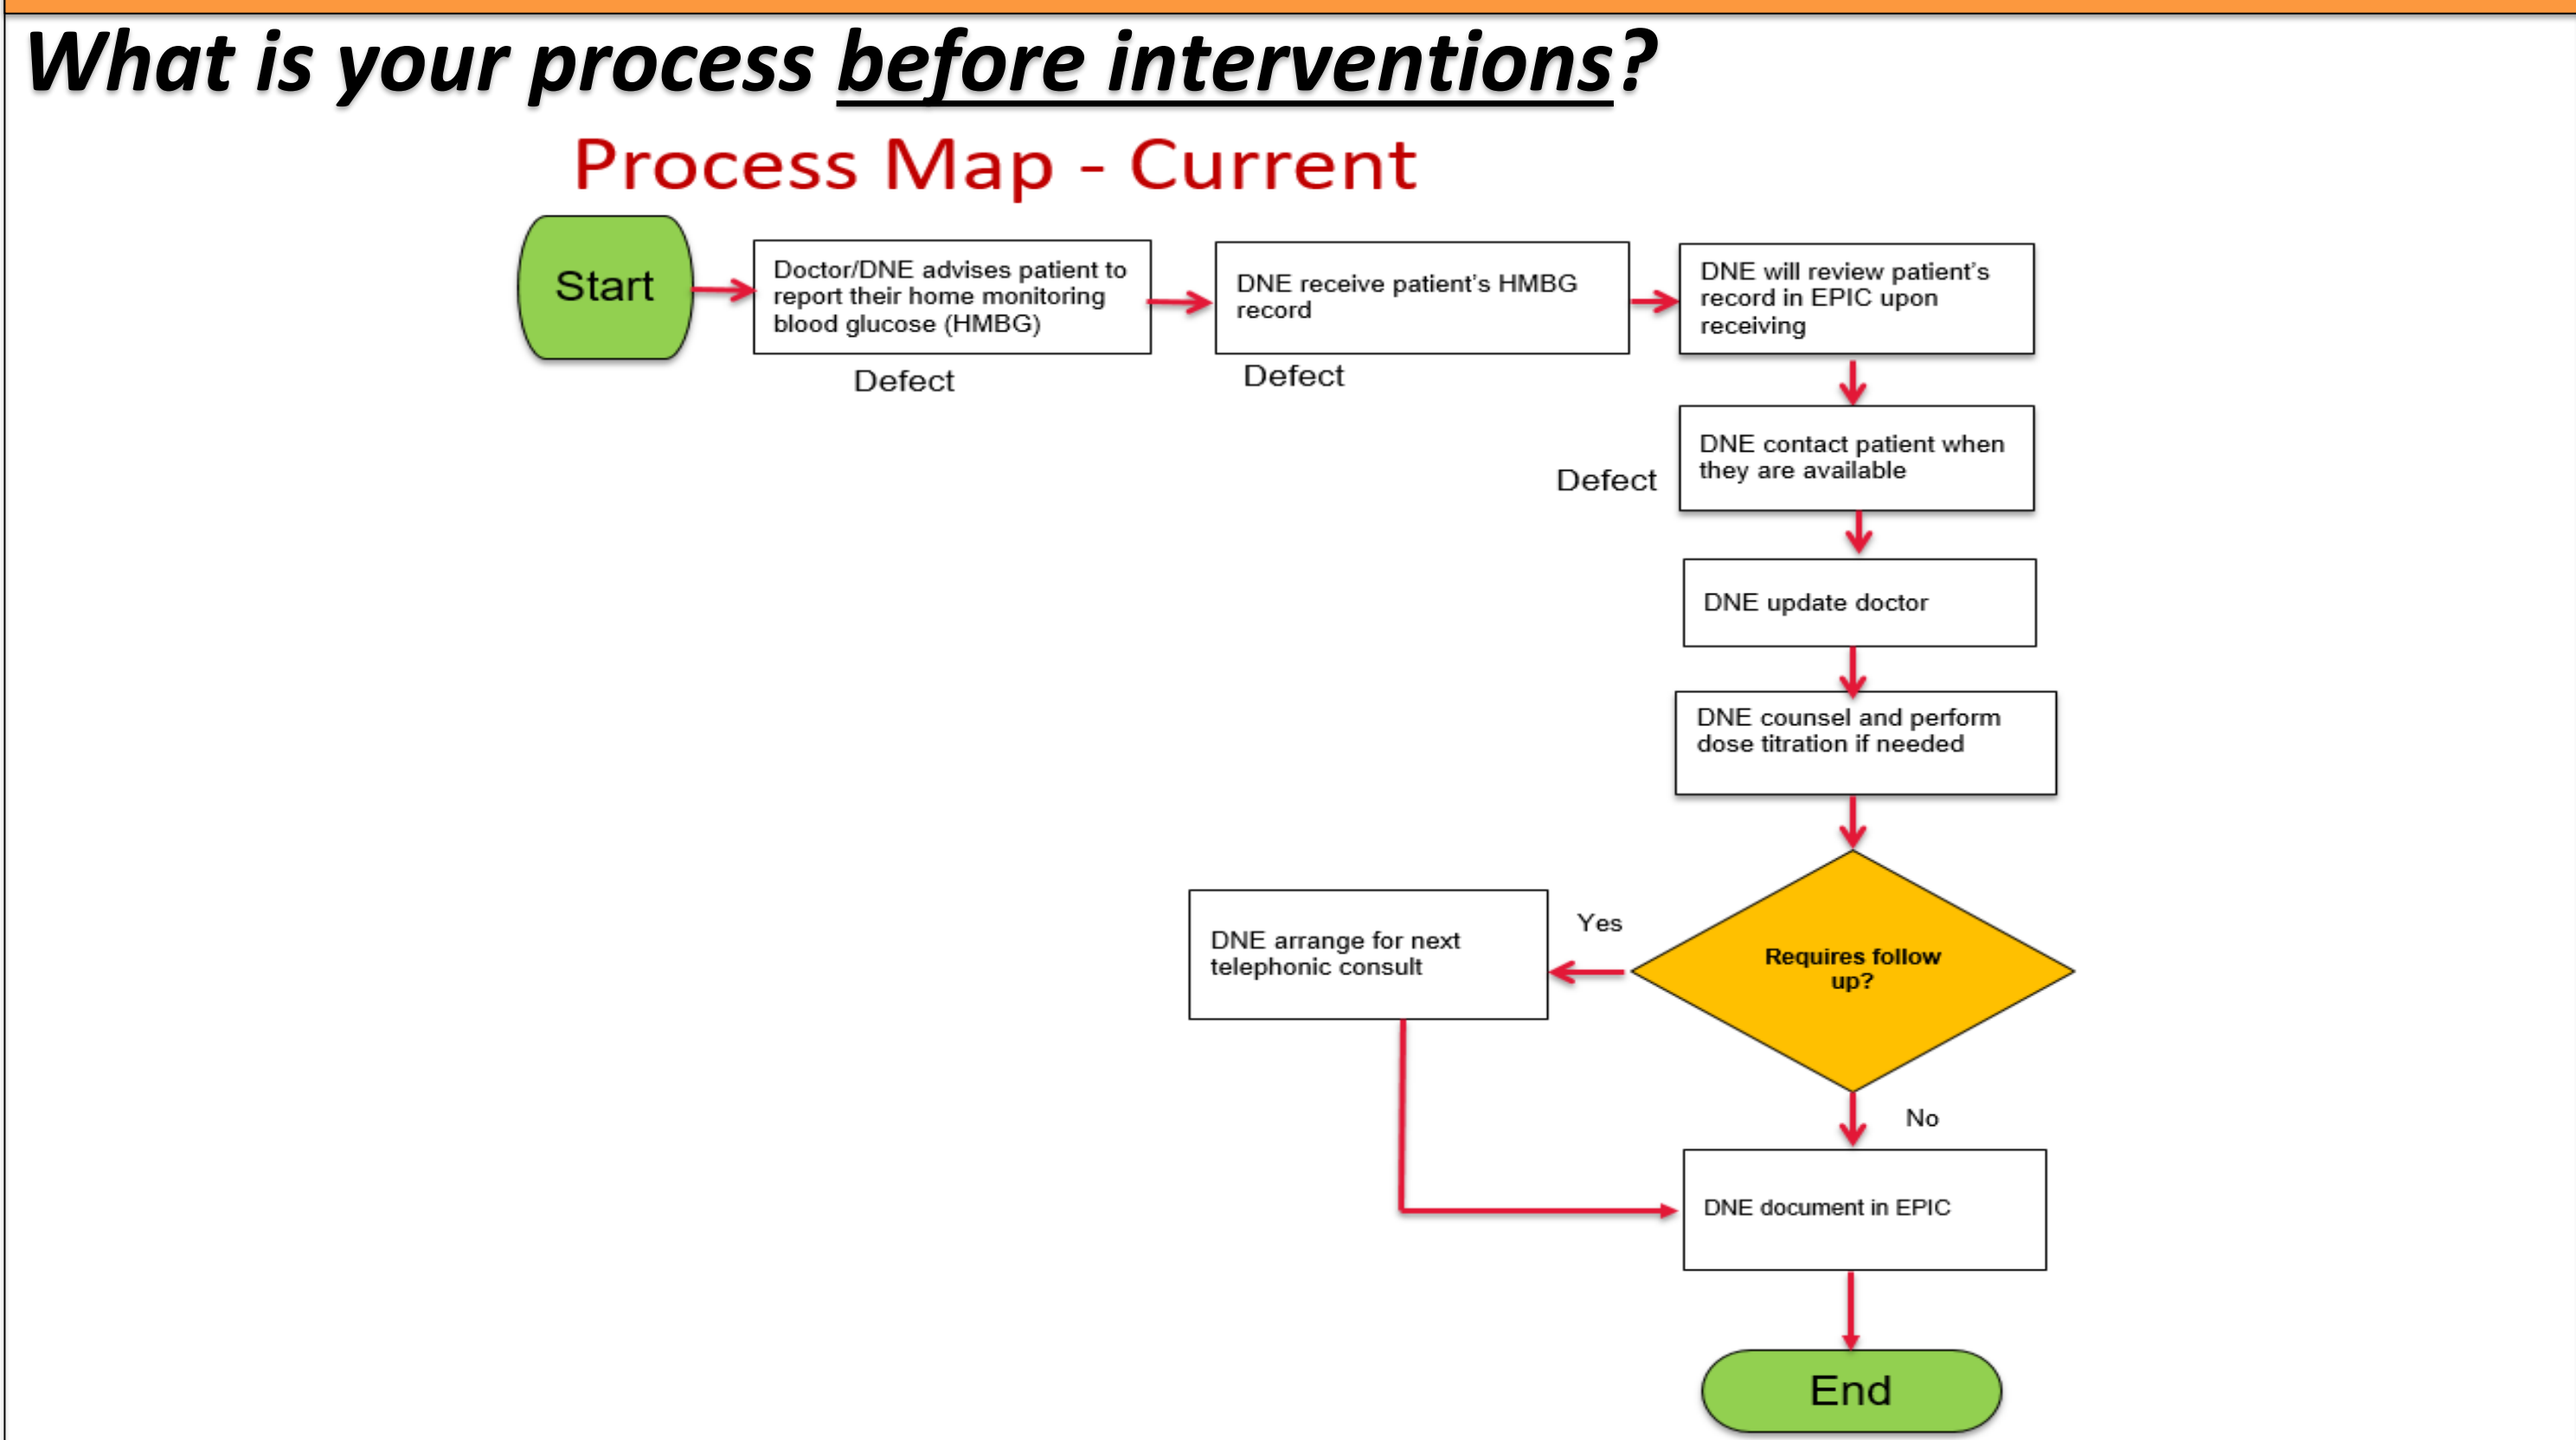 What is your process before interventions?
Process Map - Current
Start
Doctor/DNE advises patient to
report their home monitoring
blood glucose (HMBG)
Defect
DNE receive patient's HMBG
record
Defect
DNE will review patient's
record in EPIC upon
receiving
DNE contact patient when
they are available
Defect
DNE update doctor
DNE counsel and perform
dose titration if needed
Requires follow
up?
Yes
DNE arrange for next
telephonic consult
No
DNE document in EPIC
End